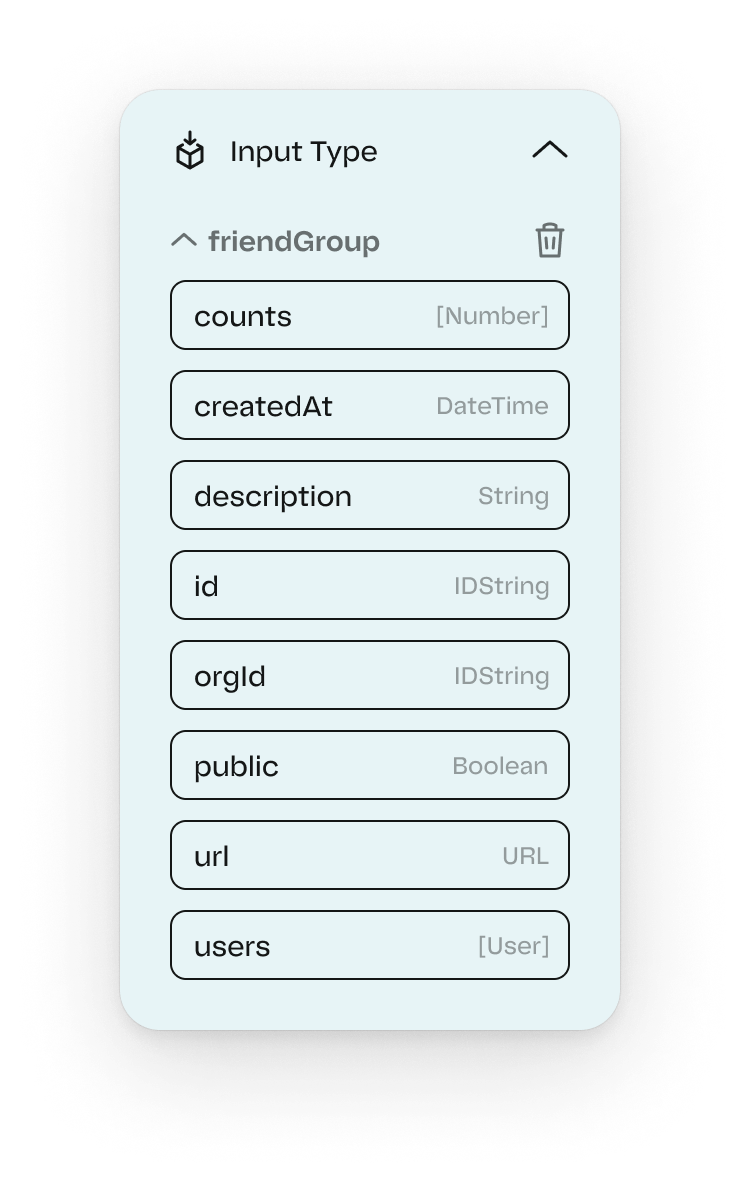 Input Type
friendGroup
counts [Number]
createdAt DateTime
description String
id IDString
orgId IDString
public Boolean
url URL
users [User]